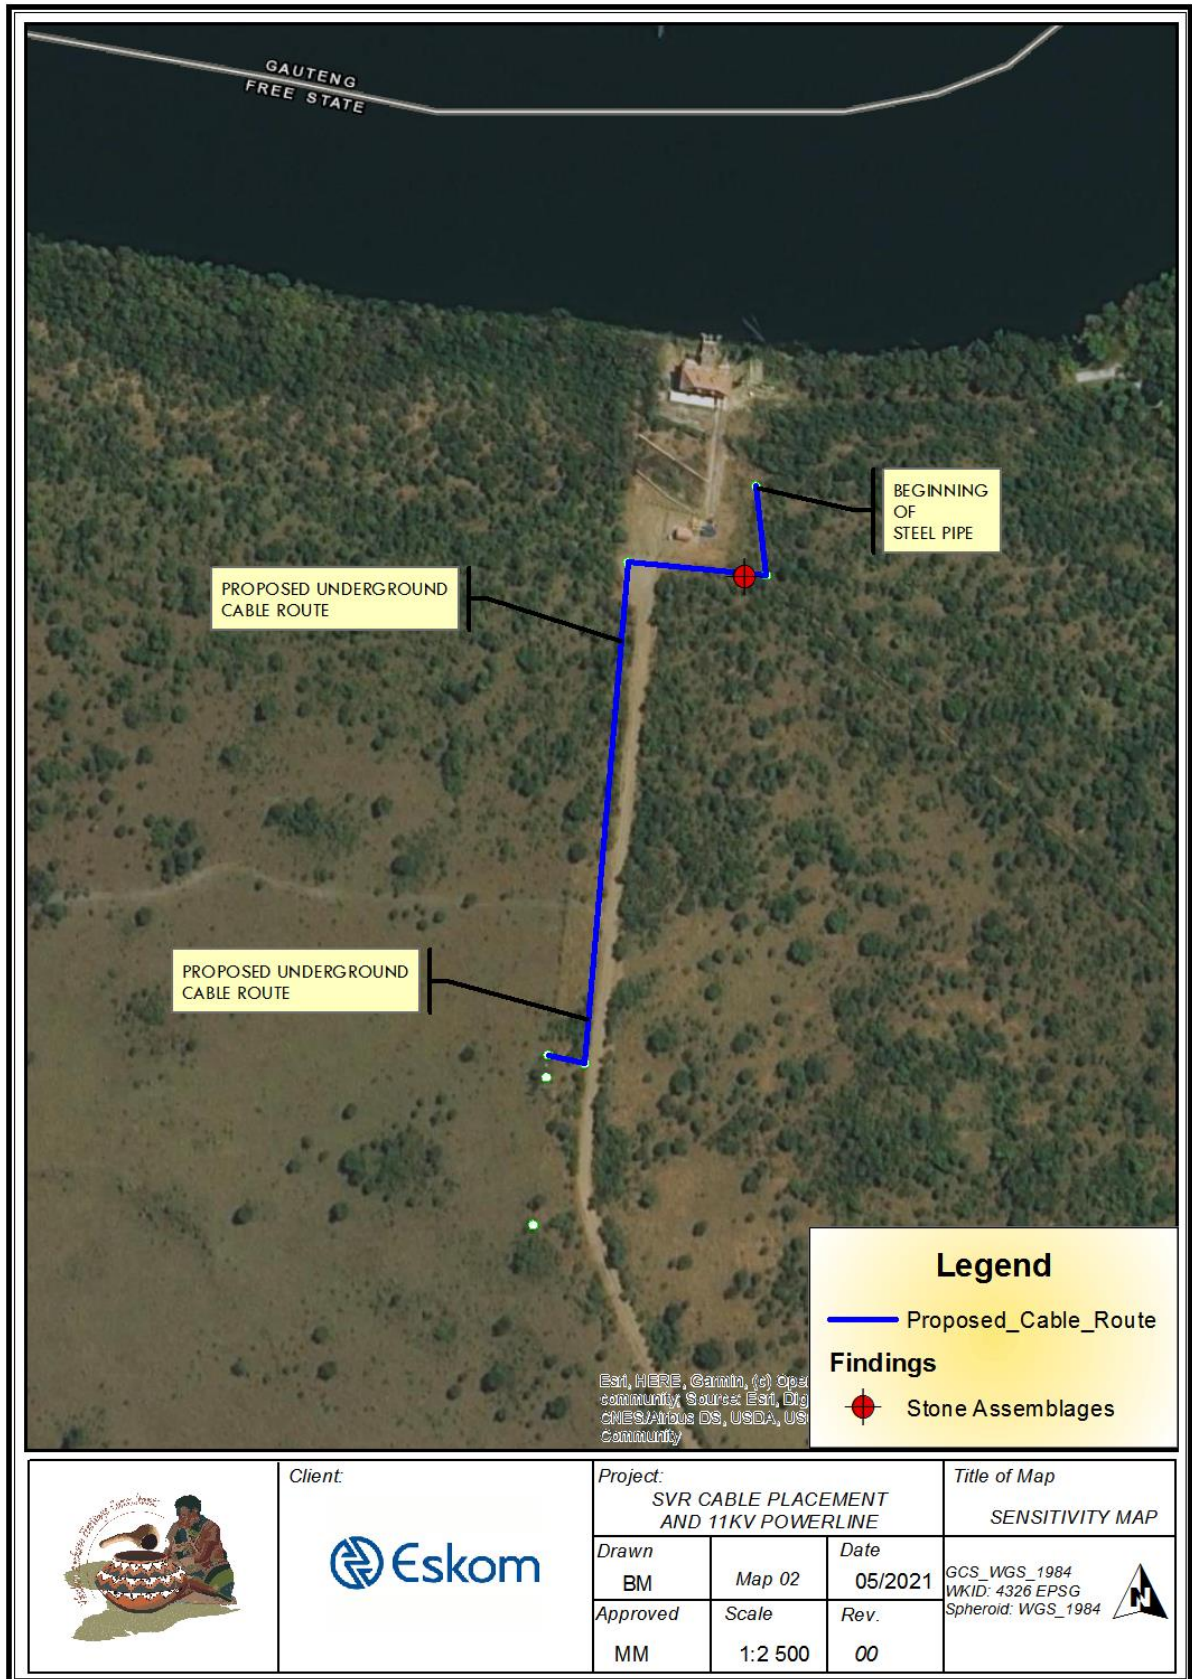 GAUTENG
FREE STATE
BEGINNING
OF
STEEL PIPE
PROPOSED UNDERGROUND
CABLE ROUTE
PROPOSED UNDERGROUND
CABLE ROUTE
Legend
Proposed_Cable_Route
Findings
Stone Assemblages
Esri, HERE, Garmin, (c) Open
community, Source: Esri, Dig
CNES/Airbus DS, USDA, US
Community
Client:
Eskom
Project:
SVR CABLE PLACEMENT
AND 11KV POWERLINE
Title of Map
SENSITIVITY MAP
Drawn
BM
Map 02
Date
05/2021
Approved
MM
Scale
1:2 500
Rev.
00
GCS_WGS_1984
WKID: 4326 EPSG
Spheroid: WGS_1984
N